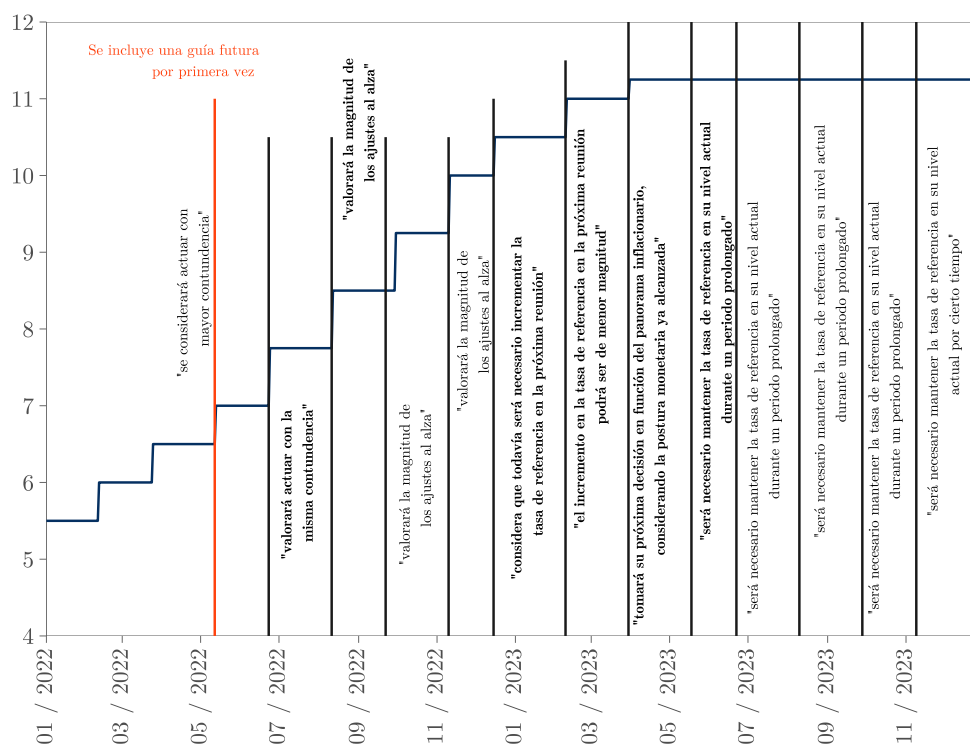 12
11
10
9
8
7
6
5
4
Se incluye una guía futura
por primera vez
"se considerará actuar con
mayor contundencia"
"valorará actuar con la
misma contundencia"
"valorará la magnitud de
los ajustes al alza"
"valorará la magnitud de
los ajustes al alza"
"valorará la magnitud de
los ajustes al alza"
"considera que todavía será necesario incrementar la
tasa de referencia en la próxima reunión"
"el incremento en la tasa de referencia en la próxima reunión
podrá ser de menor magnitud"
"tomará su próxima decisión en función del panorama inflacionario,
considerando la postura monetaria ya alcanzada"
"será necesario mantener la tasa de referencia en su nivel actual
durante un periodo prolongado"
"será necesario mantener la tasa de referencia en su nivel actual
durante un periodo prolongado"
"será necesario mantener la tasa de referencia en su nivel actual
durante un periodo prolongado"
"será necesario mantener la tasa de referencia en su nivel actual
durante un periodo prolongado"
"será necesario mantener la tasa de referencia en su nivel
actual por cierto tiempo"
01 / 2022
03 / 2022
05 / 2022
07 / 2022
09 / 2022
11 / 2022
01 / 2023
03 / 2023
05 / 2023
07 / 2023
09 / 2023
11 / 2023